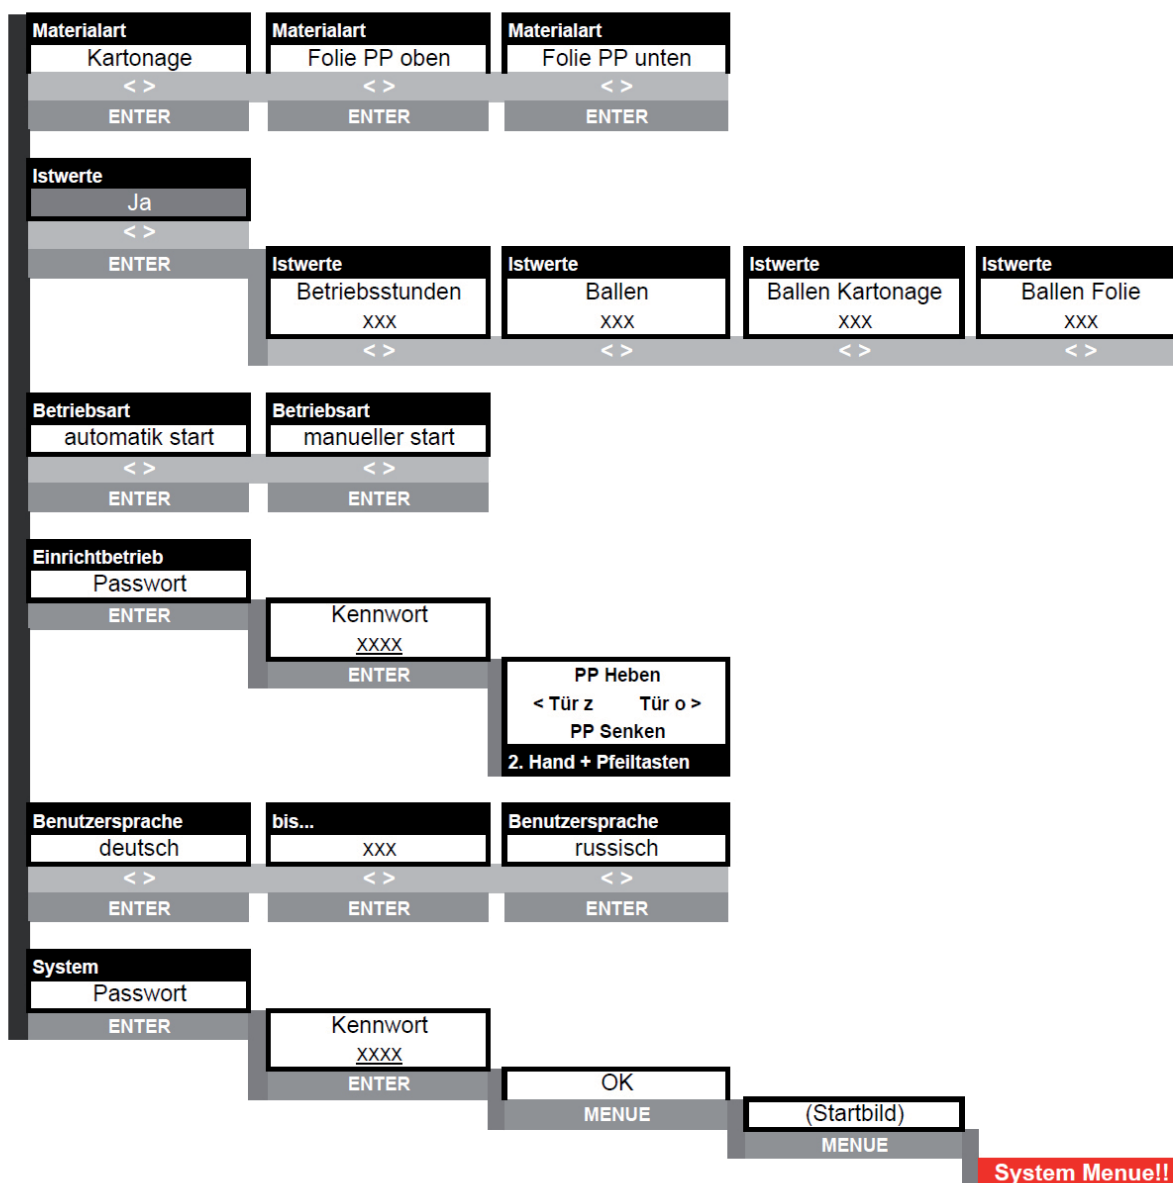 Materialart Materialart Materialart
Kartonage Folie PP oben Folie PP unten
< > < > < >
ENTER ENTER ENTER
Istwerte
Ja
< >
ENTER
Istwerte Istwerte Istwerte Istwerte
Betriebsstunden Ballen Ballen Kartonage Ballen Folie
xxx xxx xxx xxx
< > < > < > < >
Betriebsart Betriebsart
automatik start manueller start
< > < >
ENTER ENTER
Einrichtbetrieb
Passwort
ENTER
Kennwort
xxxx
ENTER
PP Heben
< Tür z Tür o >
PP Senken
2. Hand + Pfeiltasten
Benutzersprache bis... Benutzersprache
deutsch xxx russisch
< > < > < >
ENTER ENTER ENTER
System
Passwort
ENTER
Kennwort
xxxx
ENTER
OK
MENUE
(Startbild)
MENUE
System Menue!!